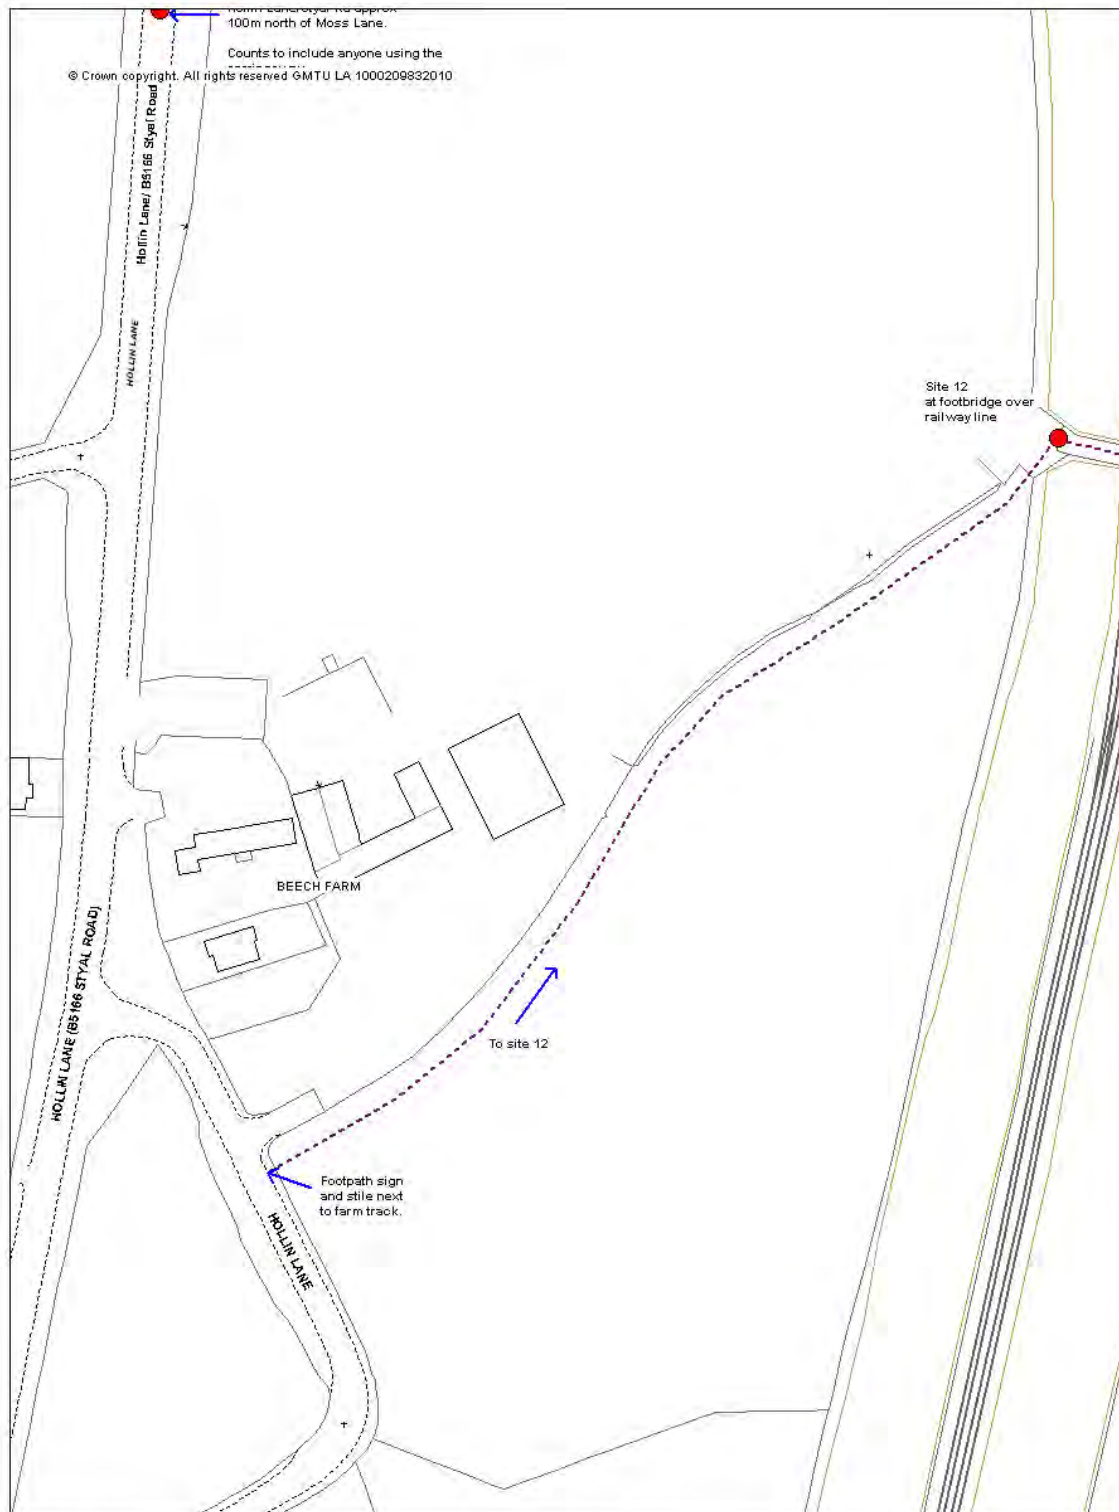 100m north of Moss Lane.
Counts to include anyone using the
© Crown copyright. All rights reserved GMTU LA 1000209832010
Hollin Lane/ B5166 Styal Road
HOLLIN LANE
Site 12
at footbridge over
railway line
BEECH FARM
HOLLIN LANE (B5166 STYAL ROAD)
To site 12
Footpath sign
and stile next
to farm track.
HOLLIN LANE